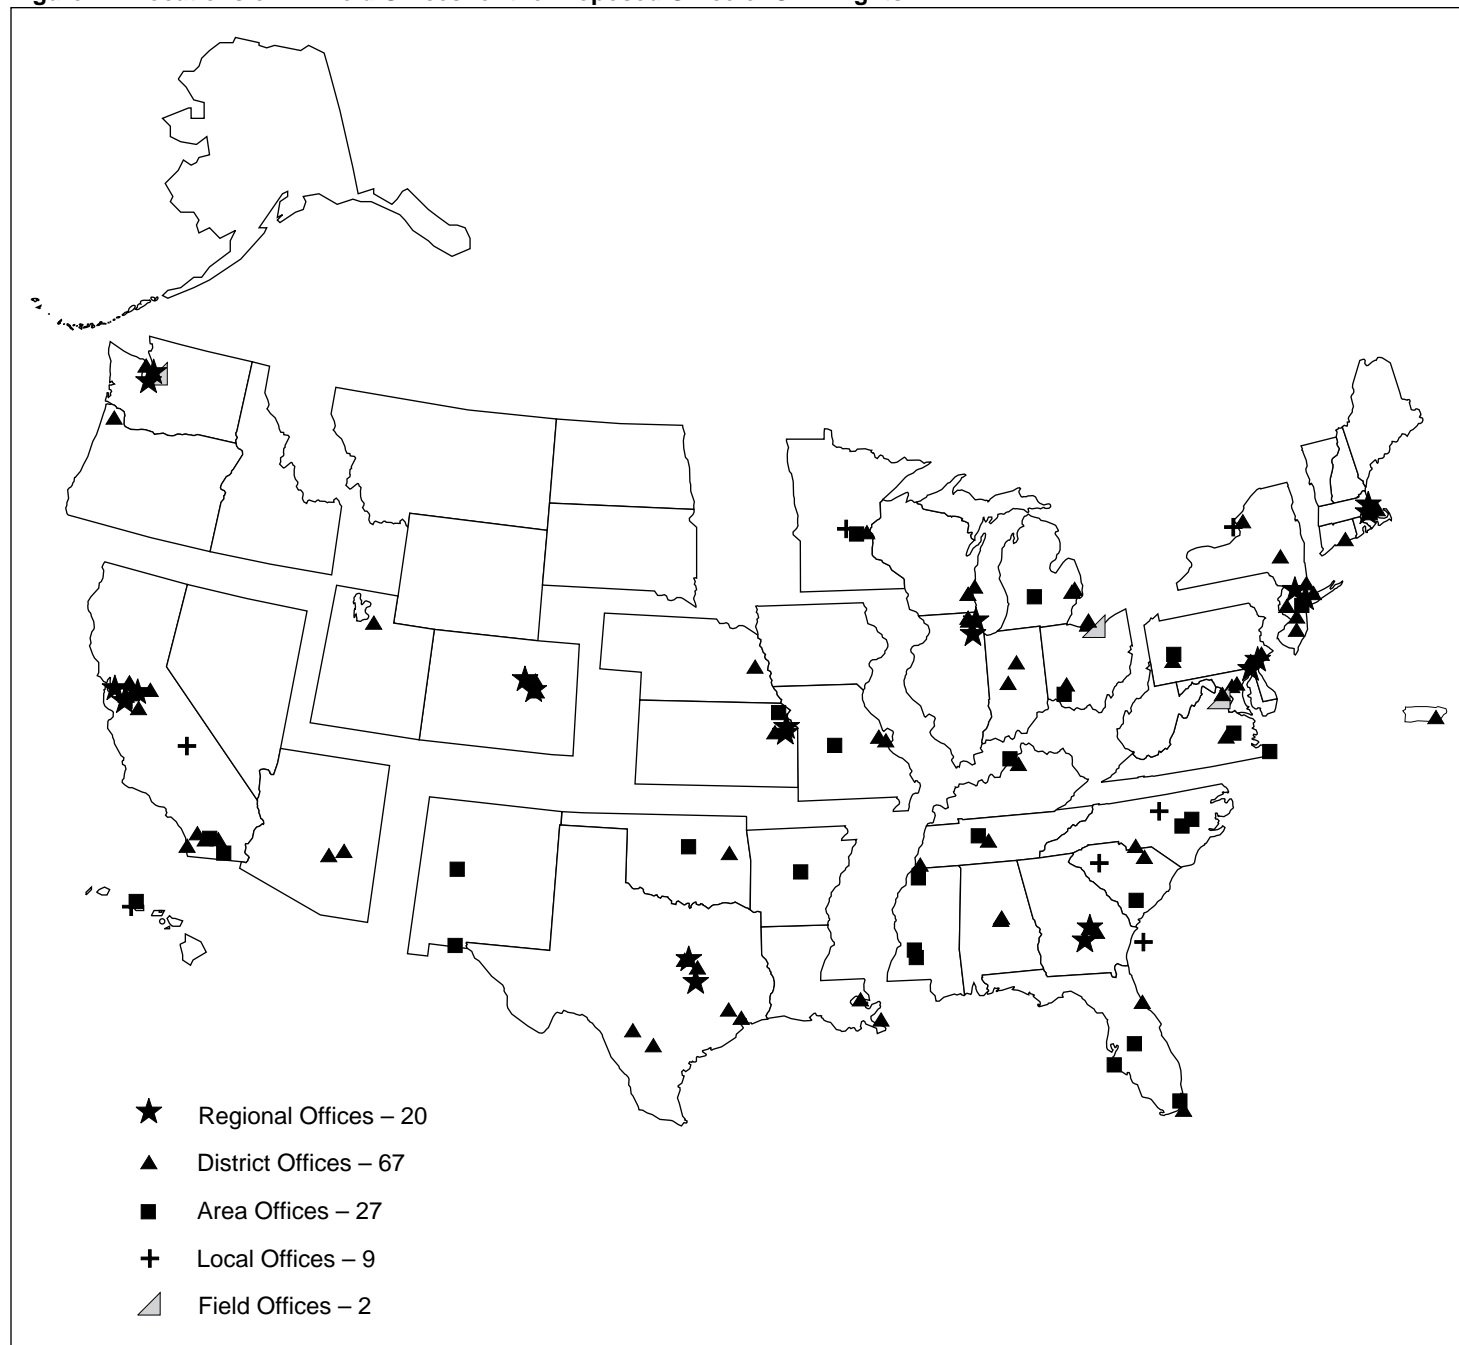 Regional Offices – 20
District Offices – 67
Area Offices – 27
Local Offices – 9
Field Offices – 2